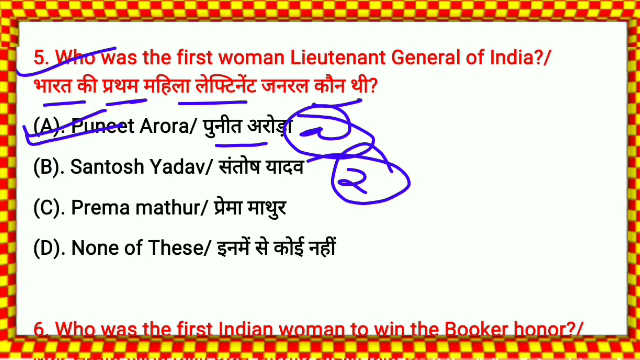 5. Who was the first woman Lieutenant General of India?/
भारत की प्रथम महिला लेफ्टिनेंट जनरल कौन थी?
(A). Puneet Arora/ पुनीत अरोड़ा
(B). Santosh Yadav/ संतोष यादव
(C). Prema mathur/ प्रेमा माथुर
(D). None of These/ इनमें से कोई नहीं
6. Who was the first Indian woman to win the Booker honor?/